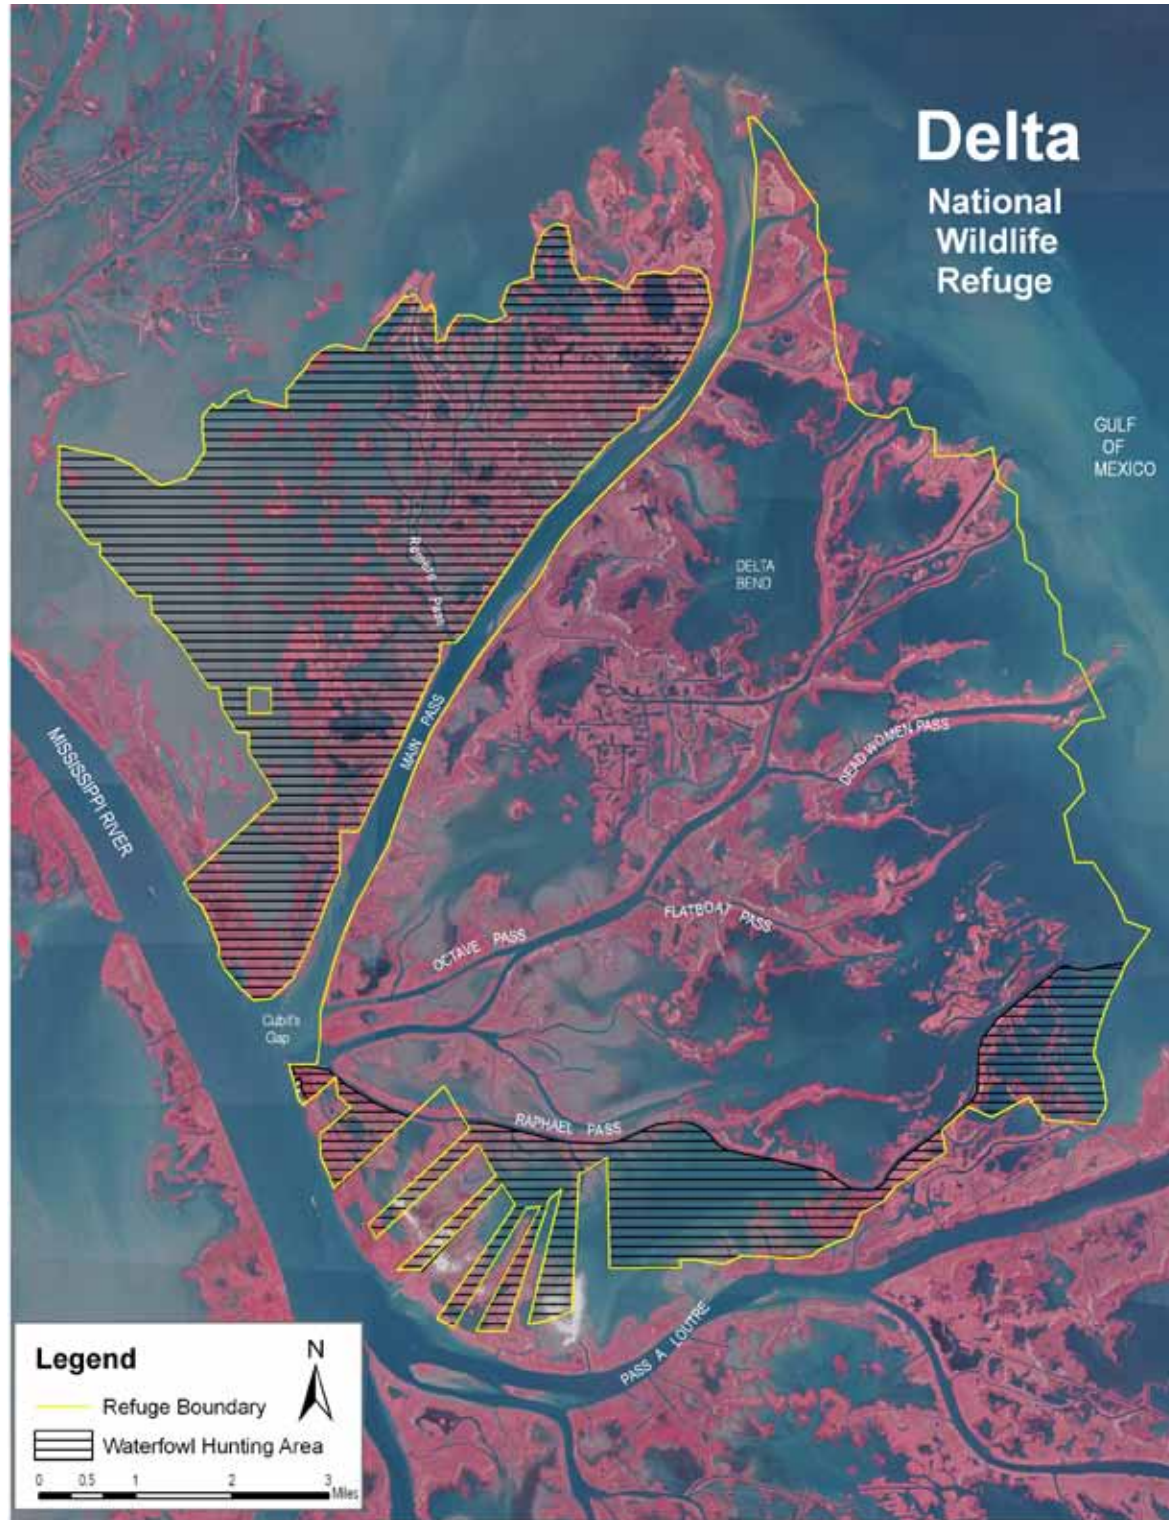 Delta
National
Wildlife
Refuge
GULF
OF
MEXICO
Robers Pass
DELTA
BEND
MAIN PASS
MISSISSIPPI RIVER
DEAD WOMEN PASS
FLATBOAT PASS
OCTAVE PASS
Cubit's
Gap
RAPHAEL PASS
PASS A LOUTRE
Legend
N
Refuge Boundary
Waterfowl Hunting Area
0 0.5 1 2 3
Miles